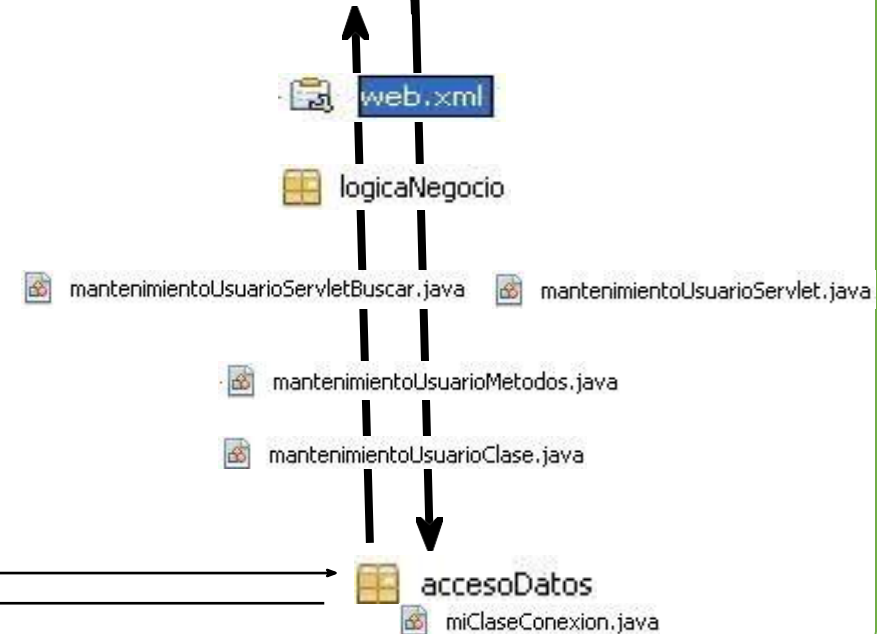 web.xml
logicaNegocio
mantenimientoUsuarioServletBuscar.java
mantenimientoUsuarioServlet.java
mantenimientoUsuarioMetodos.java
mantenimientoUsuarioClase.java
accesoDatos
miClaseConexion.java